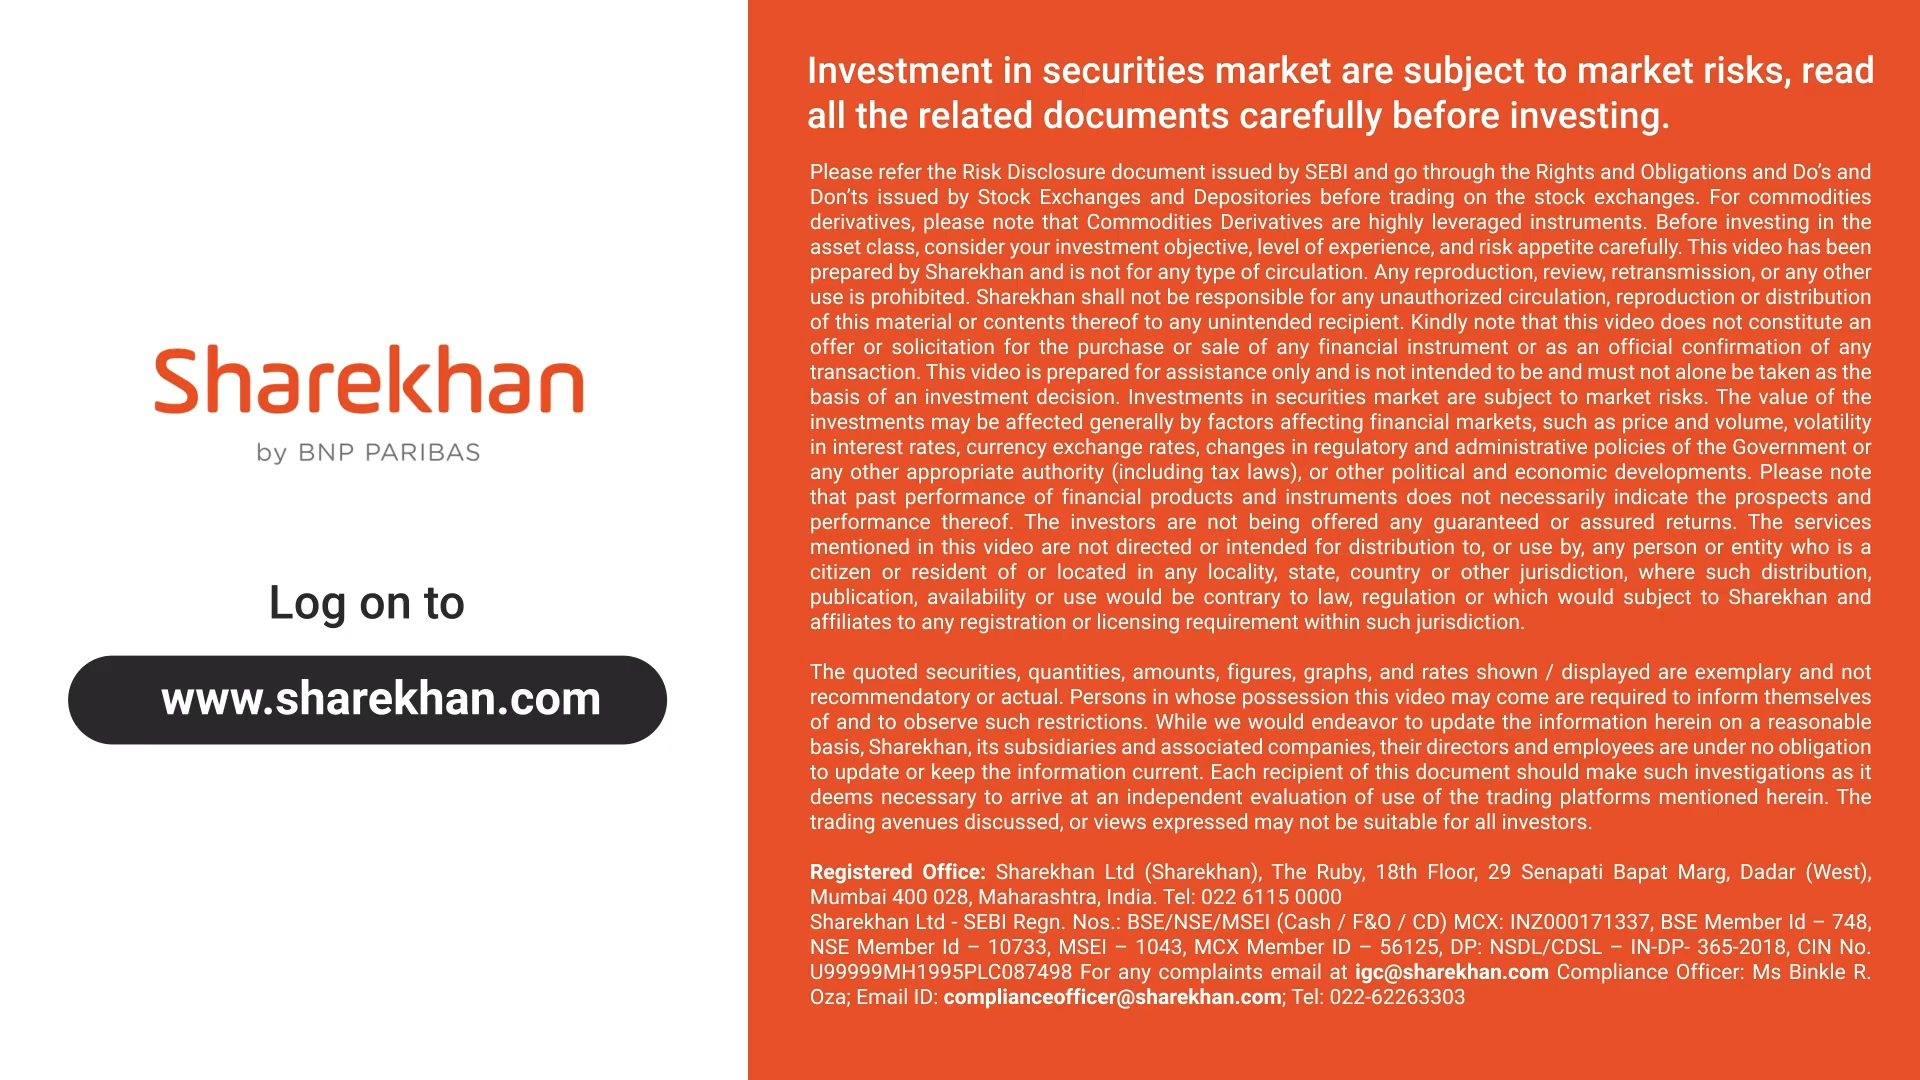 Sharekhan
by BNP PARIBAS
Log on to
www.sharekhan.com
Investment in securities market are subject to market risks, read
all the related documents carefully before investing.
Please refer the Risk Disclosure document issued by SEBI and go through the Rights and Obligations and Do’s and
Don’ts issued by Stock Exchanges and Depositories before trading on the stock exchanges. For commodities
derivatives, please note that Commodities Derivatives are highly leveraged instruments. Before investing in the
asset class, consider your investment objective, level of experience, and risk appetite carefully. This video has been
prepared by Sharekhan and is not for any type of circulation. Any reproduction, review, retransmission, or any other
use is prohibited. Sharekhan shall not be responsible for any unauthorized circulation, reproduction or distribution
of this material or contents thereof to any unintended recipient. Kindly note that this video does not constitute an
offer or solicitation for the purchase or sale of any financial instrument or as an official confirmation of any
transaction. This video is prepared for assistance only and is not intended to be and must not alone be taken as the
basis of an investment decision. Investments in securities market are subject to market risks. The value of the
investments may be affected generally by factors affecting financial markets, such as price and volume, volatility
in interest rates, currency exchange rates, changes in regulatory and administrative policies of the Government or
any other appropriate authority (including tax laws), or other political and economic developments. Please note
that past performance of financial products and instruments does not necessarily indicate the prospects and
performance thereof. The investors are not being offered any guaranteed or assured returns. The services
mentioned in this video are not directed or intended for distribution to, or use by, any person or entity who is a
citizen or resident of or located in any locality, state, country or other jurisdiction, where such distribution,
publication, availability or use would be contrary to law, regulation or which would subject to Sharekhan and
affiliates to any registration or licensing requirement within such jurisdiction.
The quoted securities, quantities, amounts, figures, graphs, and rates shown / displayed are exemplary and not
recommendatory or actual. Persons in whose possession this video may come are required to inform themselves
of and to observe such restrictions. While we would endeavor to update the information herein on a reasonable
basis, Sharekhan, its subsidiaries and associated companies, their directors and employees are under no obligation
to update or keep the information current. Each recipient of this document should make such investigations as it
deems necessary to arrive at an independent evaluation of use of the trading platforms mentioned herein. The
trading avenues discussed, or views expressed may not be suitable for all investors.
Registered Office: Sharekhan Ltd (Sharekhan), The Ruby, 18th Floor, 29 Senapati Bapat Marg, Dadar (West),
Mumbai 400 028, Maharashtra, India. Tel: 022 6115 0000
Sharekhan Ltd - SEBI Regn. Nos.: BSE/NSE/MSEI (Cash / F&O / CD) MCX: INZ000171337, BSE Member Id – 748,
NSE Member Id – 10733, MSEI – 1043, MCX Member ID – 56125, DP: NSDL/CDSL – IN-DP- 365-2018, CIN No.
U99999MH1995PLC087498 For any complaints email at igc@sharekhan.com Compliance Officer: Ms Binkle R.
Oza; Email ID: complianceofficer@sharekhan.com; Tel: 022-62263303